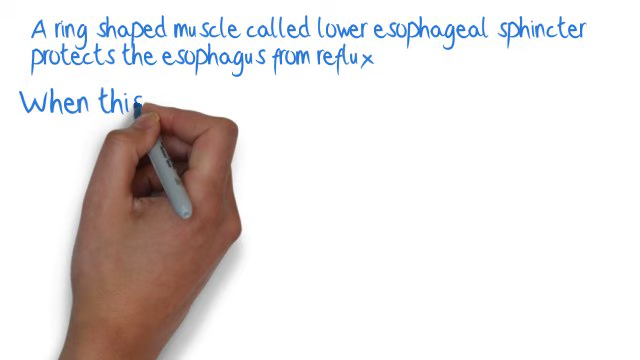 A ring shaped muscle called lower esophageal sphincter
protects the esophagus from reflux
When this